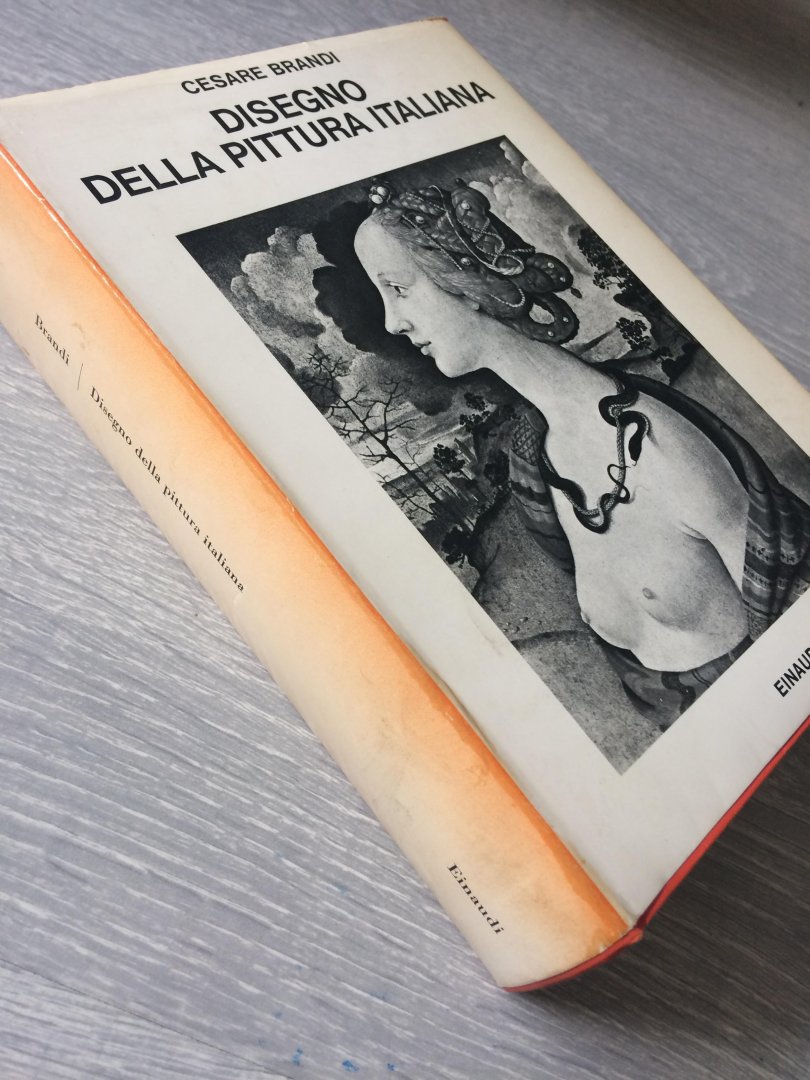 CESARE BRANDI
DISEGNO
DELLA PITTURA ITALIANA
EINAUD
Brandi | Disegno della pittura italiana
Einaudi